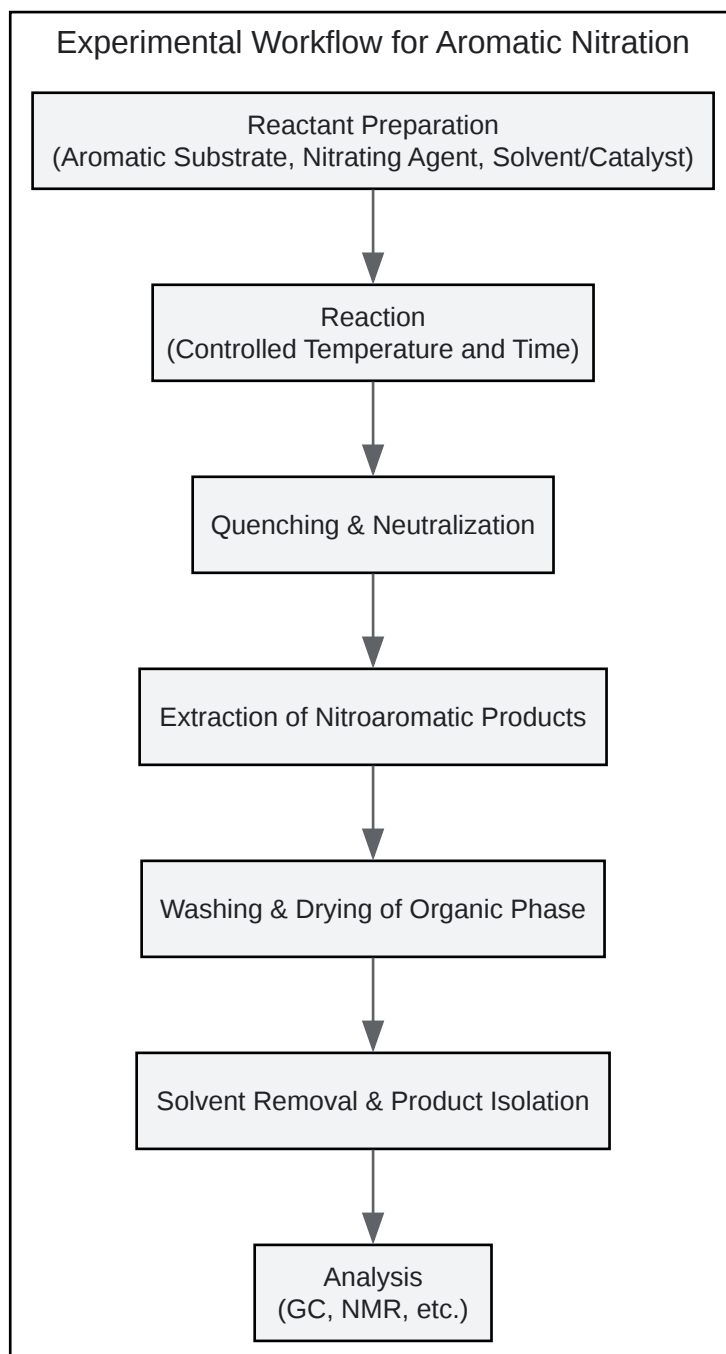 Experimental Workflow for Aromatic Nitration
Reactant Preparation
(Aromatic Substrate, Nitrating Agent, Solvent/Catalyst)
Reaction
(Controlled Temperature and Time)
Quenching & Neutralization
Extraction of Nitroaromatic Products
Washing & Drying of Organic Phase
Solvent Removal & Product Isolation
Analysis
(GC, NMR, etc.)